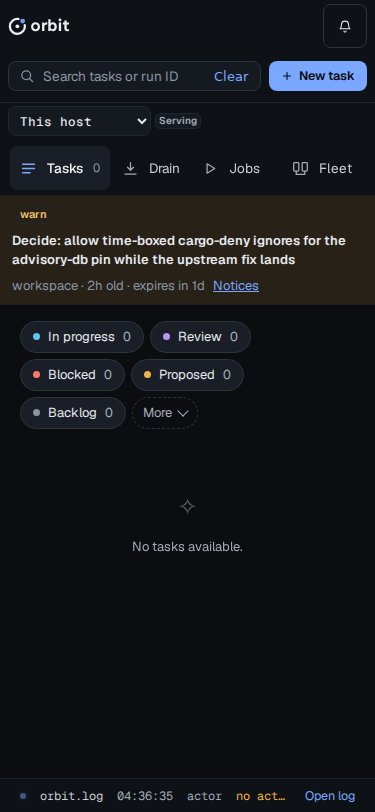 orbit
Search tasks or run ID Clear + New task
This host Serving
Tasks 0 Drain Jobs Fleet
warn
Decide: allow time-boxed cargo-deny ignores for the
advisory-db pin while the upstream fix lands
workspace · 2h old · expires in 1d Notices
In progress 0 Review 0
Blocked 0 Proposed 0
Backlog 0 More
No tasks available.
orbit.log 04:36:35 actor no act… Open log